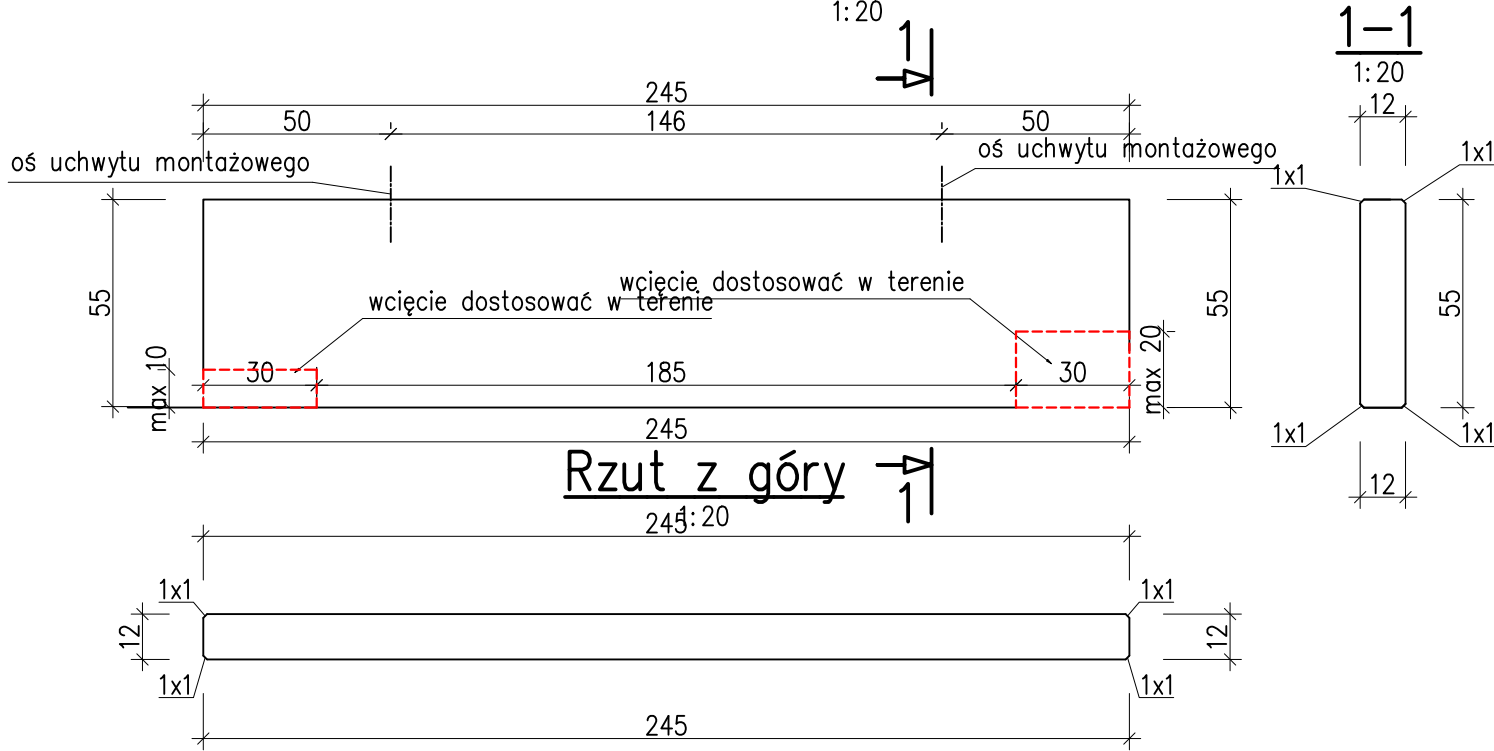 1:20
1
1-1
1:20
245
12
50
146
50
oś uchwytu montażowego
oś uchwytu montażowego
1x1
1x1
55
wcięcie dostosować w terenie
wcięcie dostosować w terenie
55
55
max 10
30
185
30
max 20
245
1x1
1x1
Rzut z góry
1
12
1:20
245
1x1
1x1
12
12
1x1
1x1
245